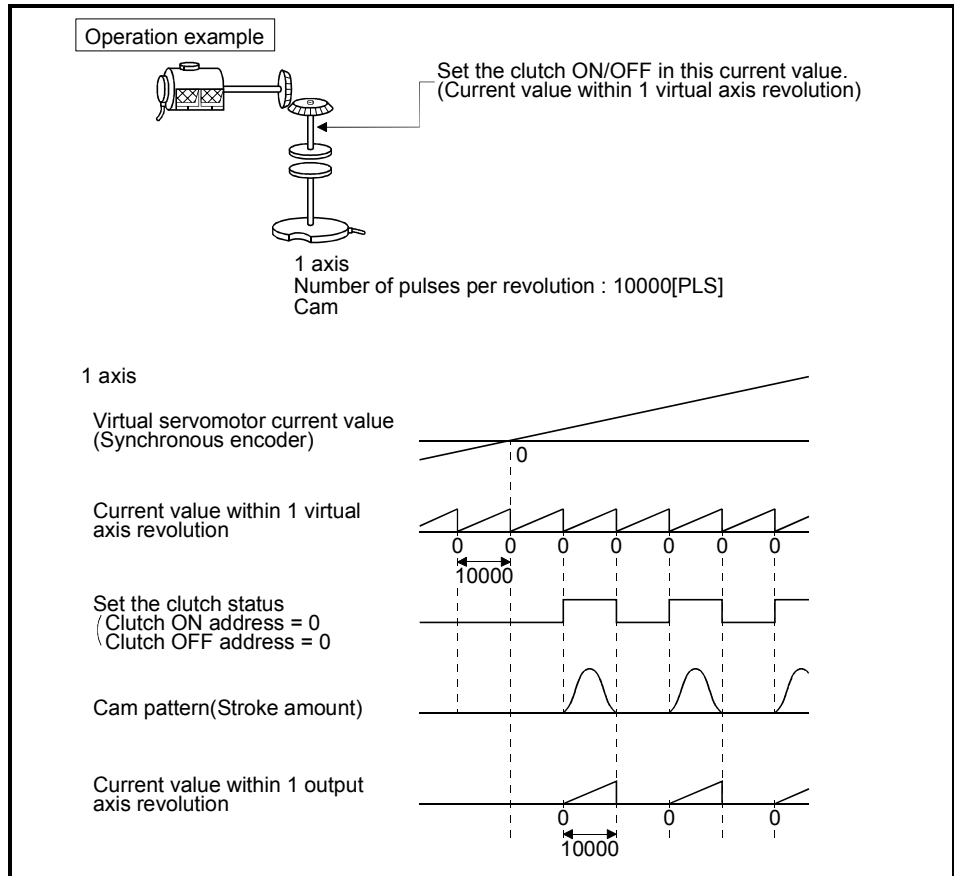 Operation example
Set the clutch ON/OFF in this current value.
(Current value within 1 virtual axis revolution)
1 axis
Number of pulses per revolution : 10000[PLS]
Cam
1 axis
Virtual servomotor current value
(Synchronous encoder)
0
Current value within 1 virtual
axis revolution
0 0 0 0 0 0 0
10000
Set the clutch status
(Clutch ON address = 0
Clutch OFF address = 0
Cam pattern(Stroke amount)
Current value within 1 output
axis revolution
0 0 0 0 0
10000